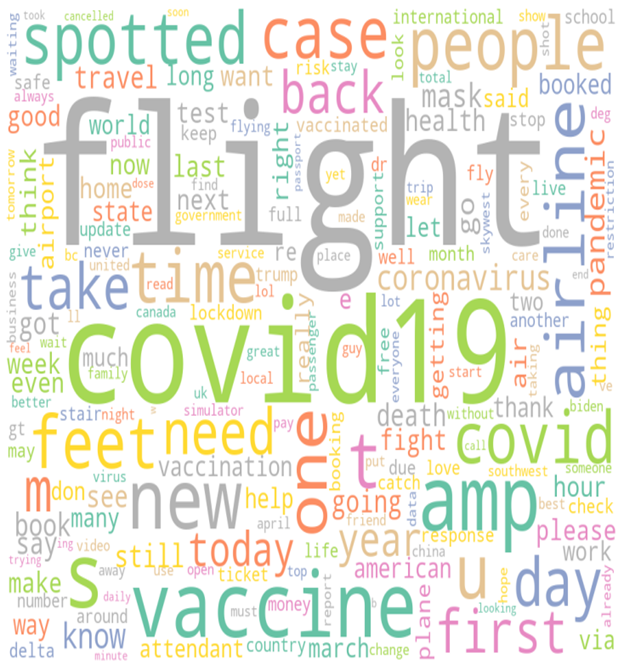 took cancelled soon
international show school
waiting
spotted
case
look
people
shot
safe always
travel long want
risk stay
total
booked
good
back
mask said
world
test
keep
flying
vaccinated
health
stop
deg
public
flight
right
passport
airline
pandemic
restriction
tomorrow
think
airport
now last
home dose
find
next
state
government
update
full
yet
dr
support
trip
wear
let
go
fly
skywest
every
live
done
give
never
bc united
service
re
place
made
well
month
care
end
take
time
read lol
trump
e
coronavirus
thing
business
got
ll
canada
lockdown
really
passenger
lot
free
everyone
getting
two
another
feel
wait
covid19
air
taking
week
even
much
family
great
local
guy
start
ve
better
uk
stair night
simulator
pay
w
death
without
thank
biden
gt
may
feet
need
one
booking
t
fight
covid
call
virus
vaccination
put
due love
southwest
someone
m
don see
new
help
going
catch
data
amp
hour
best check
book
many
april
friend
year
response
please
say
ing video
still
today
life
china
work
trying
make
s
away
use open
ticket
top
american
u
hope
day
already
number
daily
vaccine
must money
report
b
plane
looking
way
around
know
first
via
delta
minute
attendant
country
march
change